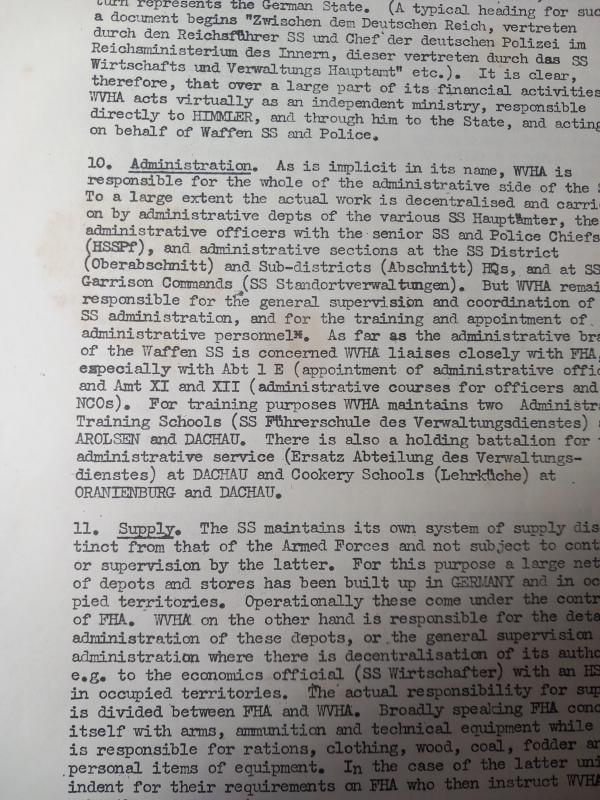 turn represents the German State. (A typical heading for suc
a document begins "Zwischen dem Deutschen Reich, vertreten
durch den Reichsführer SS und Chef der deutschen Polizei im
Reichsministerium des Innern, dieser vertreten durch das SS
Wirtschafts und Verwaltungs Hauptamt" etc.). It is clear,
therefore, that over a large part of its financial activities
WVHA acts virtually as an independent ministry, responsible
directly to HIMMLER, and through him to the State, and acting
on behalf of Waffen SS and Police.
10. Administration. As is implicit in its name, WVHA is
responsible for the whole of the administrative side of the S
To a large extent the actual work is decentralised and carri
on by administrative depts of the various SS Hauptämter, the
administrative officers with the senior SS and Police Chiefs
(HSSPf), and administrative sections at the SS District
(Oberabschnitt) and Sub-districts (Abschnitt) HQs, and at SS
Garrison Commands (SS Standortverwaltungen). But WVHA remai
responsible for the general supervision and coordination of
SS administration, and for the training and appointment of
administrative personnel*. As far as the administrative bra
of the Waffen SS is concerned WVHA liaises closely with FHA,
especially with Abt 1 E (appointment of administrative offic
and Amt XI and XII (administrative courses for officers and
NCOs). For training purposes WVHA maintains two Administra
Training Schools (SS Führerschule des Verwaltungsdienstes) a
AROLSEN and DACHAU. There is also a holding battalion for t
administrative service (Ersatz Abteilung des Verwaltungs-
dienstes) at DACHAU and Cookery Schools (Lehrküche) at
ORANIENBURG and DACHAU.
11. Supply. The SS maintains its own system of supply dis
tinct from that of the Armed Forces and not subject to cont
or supervision by the latter. For this purpose a large net
of depots and stores has been built up in GERMANY and in oc
pied territories. Operationally these come under the contr
of FHA. WVHA on the other hand is responsible for the deta
administration of these depots, or the general supervision
administration where there is decentralisation of its autho
e.g. to the economics official (SS Wirtschafter) with an HS
in occupied territories. The actual responsibility for sup
is divided between FHA and WVHA. Broadly speaking FHA conc
itself with arms, ammunition and technical equipment while
is responsible for rations, clothing, wood, coal, fodder an
personal items of equipment. In the case of the latter uni
indent for their requirements on FHA who then instruct WVHA